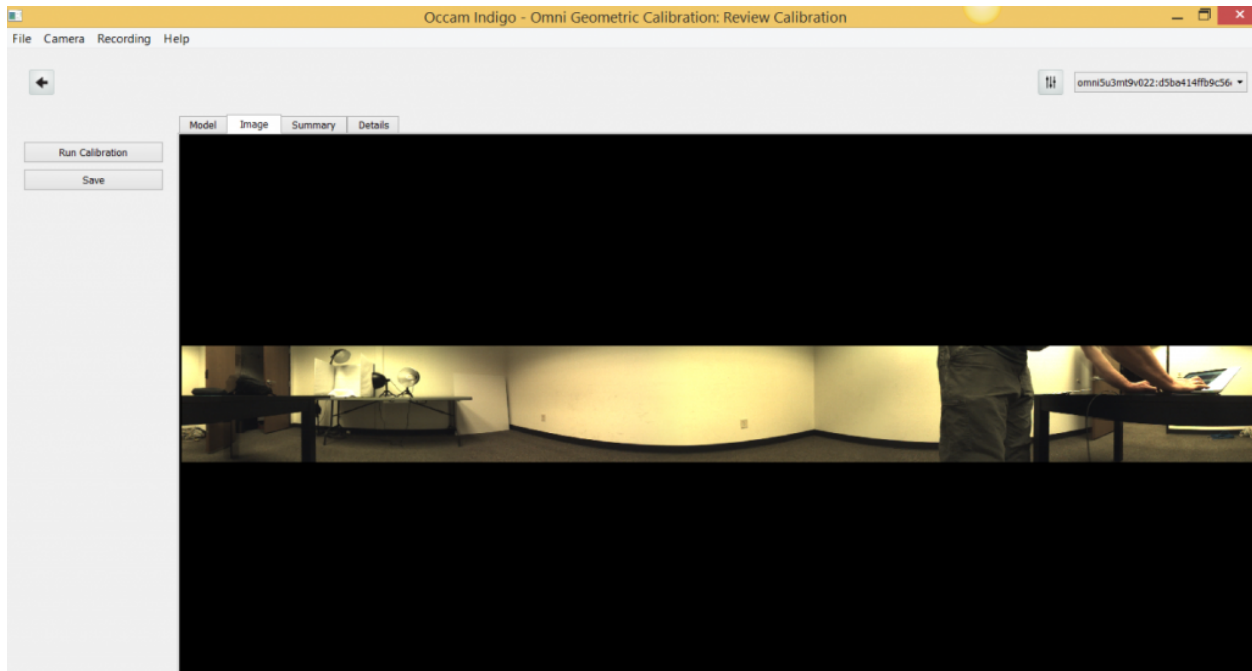 Occam Indigo - Omni Geometric Calibration: Review Calibration
File Camera Recording Help
omni5u3mt9v022:d5ba414ffb9c56
Model Image Summary Details
Run Calibration
Save